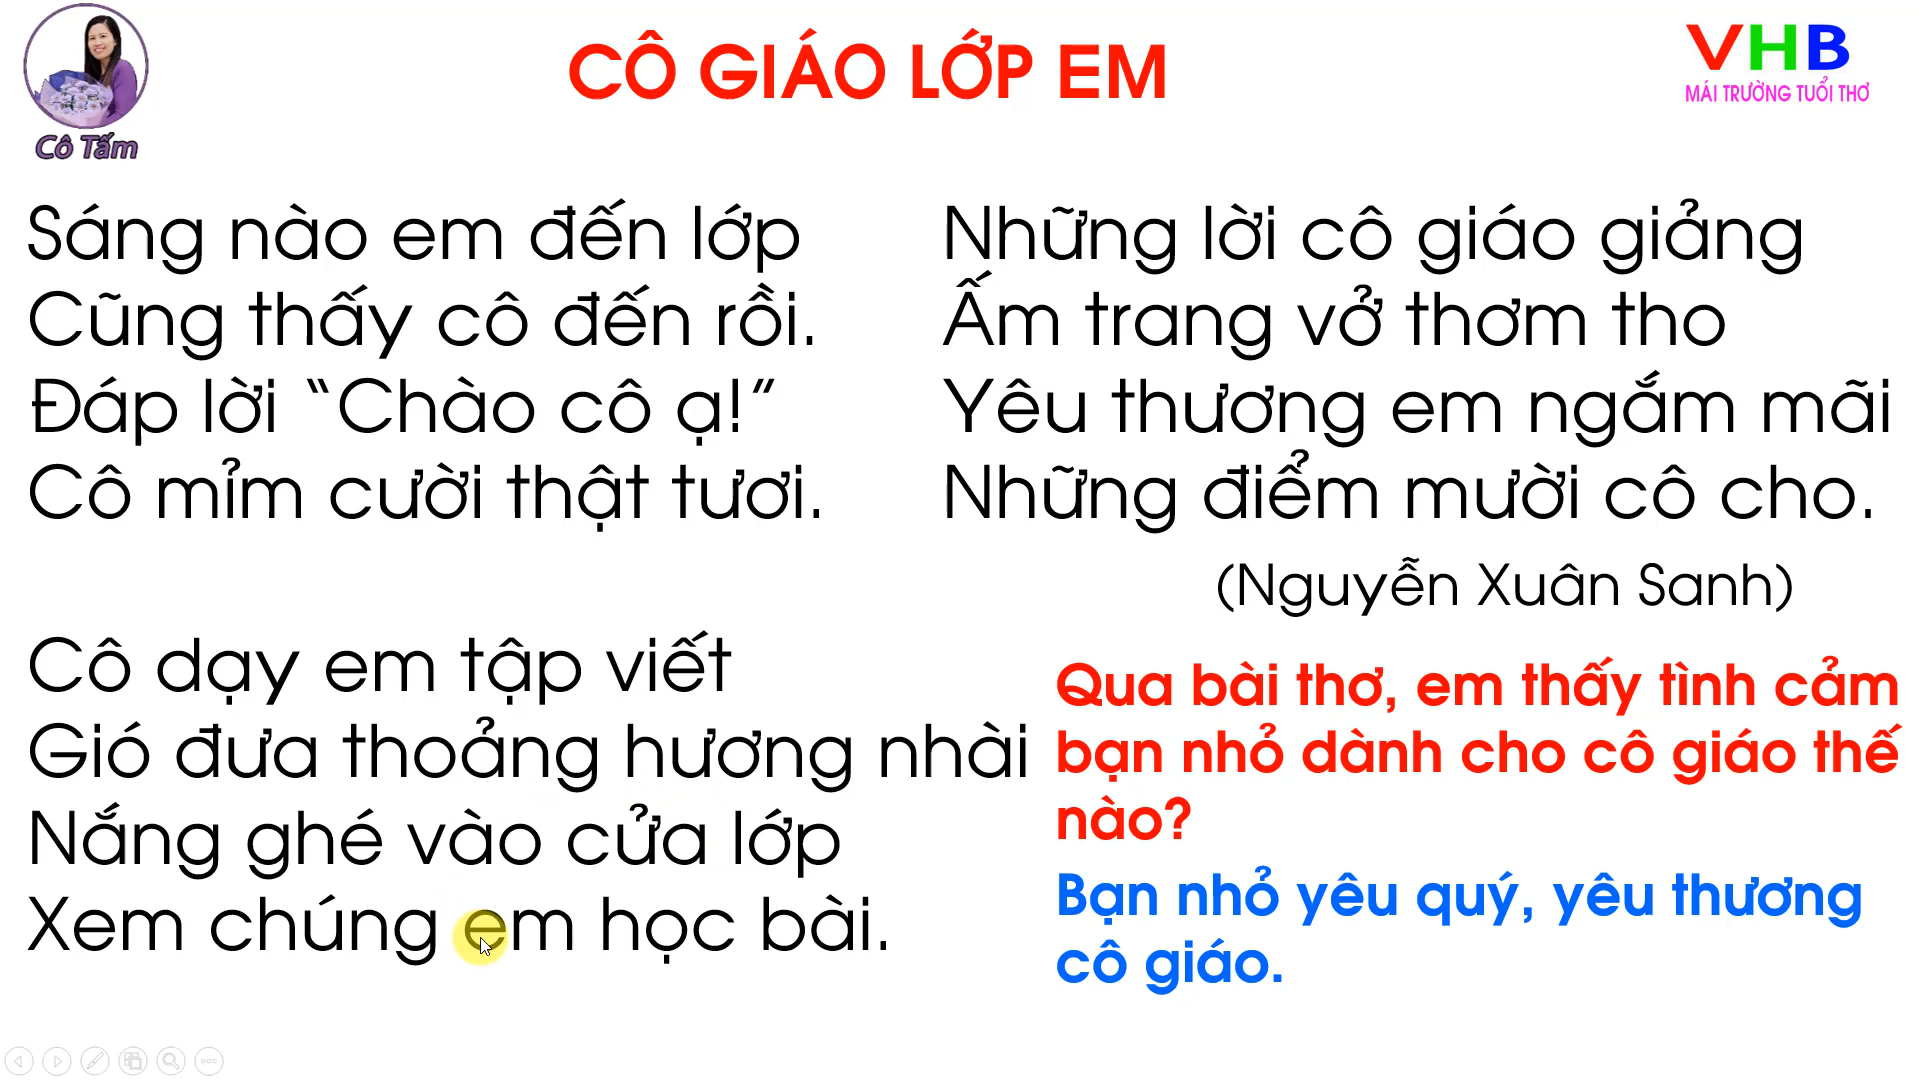 Cô Tấm
CÔ GIÁO LỚP EM
VHB
MÁI TRƯỜNG TUỔI THƠ
Sáng nào em đến lớp
Cũng thấy cô đến rồi.
Đáp lời “Chào cô ạ!”
Cô mỉm cười thật tươi.
Cô dạy em tập viết
Gió đưa thoảng hương nhài
Nắng ghé vào cửa lớp
Xem chúng em học bài.
Những lời cô giáo giảng
Ấm trang vở thơm tho
Yêu thương em ngắm mãi
Những điểm mười cô cho.
(Nguyễn Xuân Sanh)
Qua bài thơ, em thấy tình cảm
bạn nhỏ dành cho cô giáo thế
nào?
Bạn nhỏ yêu quý, yêu thương
cô giáo.